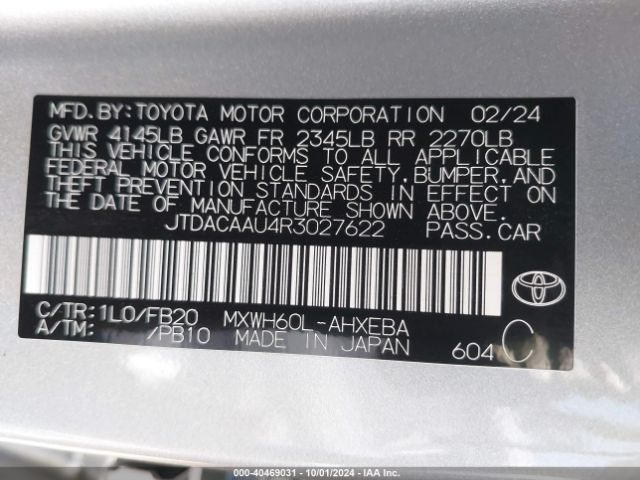 MFD.BY:TOYOTA MOTOR CORPORATION 02/24
GVWR 4145LB GAWR FR 2345LB RR 2270LB
THIS VEHICLE CONFORMS TO ALL APPLICABLE
FEDERAL MOTOR VEHICLE SAFETY,BUMPER,AND
THEFT PREVENTION STANDARDS IN EFFECT ON
THE DATE OF MANUFACTURE SHOWN ABOVE.
JTDACAAU4R3027622 PASS.CAR
C/TR:1L0/FB20 MXWH60L-AHXEBA
A/TM: /PB10 MADE IN JAPAN 604 C
000-40469031 - 10/01/2024 - IAA Inc.